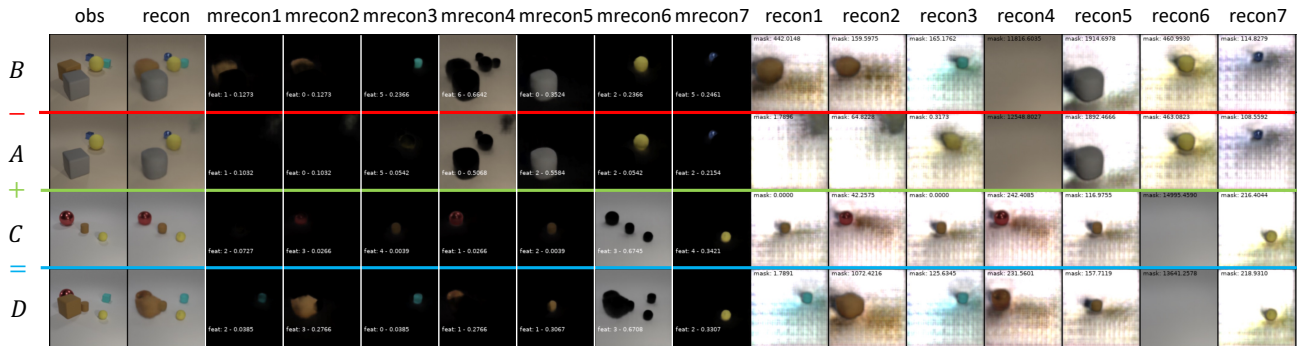 obs recon mrecon1 mrecon2 mrecon3 mrecon4 mrecon5 mrecon6 mrecon7 recon1 recon2 recon3 recon4 recon5 recon6 recon7
mask: 442.0148 mask: 159.5975 mask: 165.1762 mask: 11816.6035 mask: 1914.6978 mask: 460.9930 mask: 114.8279
B
feat: 1 - 0.1273 feat: 0 - 0.1273 feat: 5 - 0.2366 feat: 6 - 0.6642 feat: 0 - 0.3524 feat: 2 - 0.2366 feat: 5 - 0.2461
−
mask: 1.7896 mask: 64.8228 mask: 0.3173 mask: 12548.8027 mask: 1892.4666 mask: 463.0823 mask: 108.5592
A
feat: 1 - 0.1032 feat: 0 - 0.1032 feat: 5 - 0.0542 feat: 0 - 0.5068 feat: 2 - 0.5584 feat: 2 - 0.0542 feat: 7 - 0.2154
+
mask: 0.0000 mask: 42.2575 mask: 0.0000 mask: 242.4085 mask: 116.9755 mask: 14995.4590 mask: 216.4044
C
feat: 2 - 0.0727 feat: 3 - 0.0266 feat: 4 - 0.0039 feat: 1 - 0.0266 feat: 2 - 0.0039 feat: 3 - 0.6745 feat: 4 - 0.3421
=
mask: 1.7891 mask: 1072.4216 mask: 125.6345 mask: 231.5601 mask: 157.7119 mask: 13641.2578 mask: 218.9310
D
feat: 2 - 0.0385 feat: 3 - 0.2766 feat: 0 - 0.0385 feat: 1 - 0.2766 feat: 1 - 0.3067 feat: 3 - 0.6708 feat: 2 - 0.3307